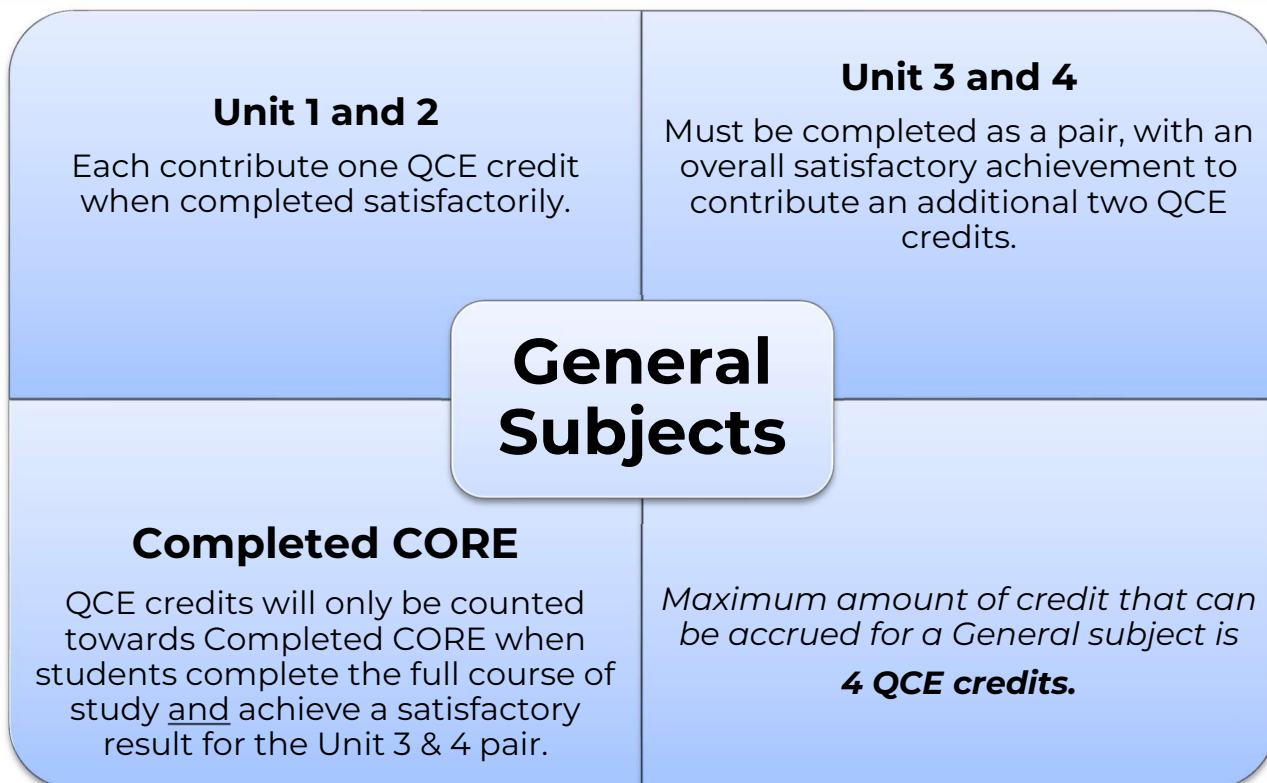 Unit 1 and 2
Each contribute one QCE credit
when completed satisfactorily.
Unit 3 and 4
Must be completed as a pair, with an
overall satisfactory achievement to
contribute an additional two QCE
credits.
General
Subjects
Completed CORE
QCE credits will only be counted
towards Completed CORE when
students complete the full course of
study and achieve a satisfactory
result for the Unit 3 & 4 pair.
Maximum amount of credit that can
be accrued for a General subject is
4 QCE credits.